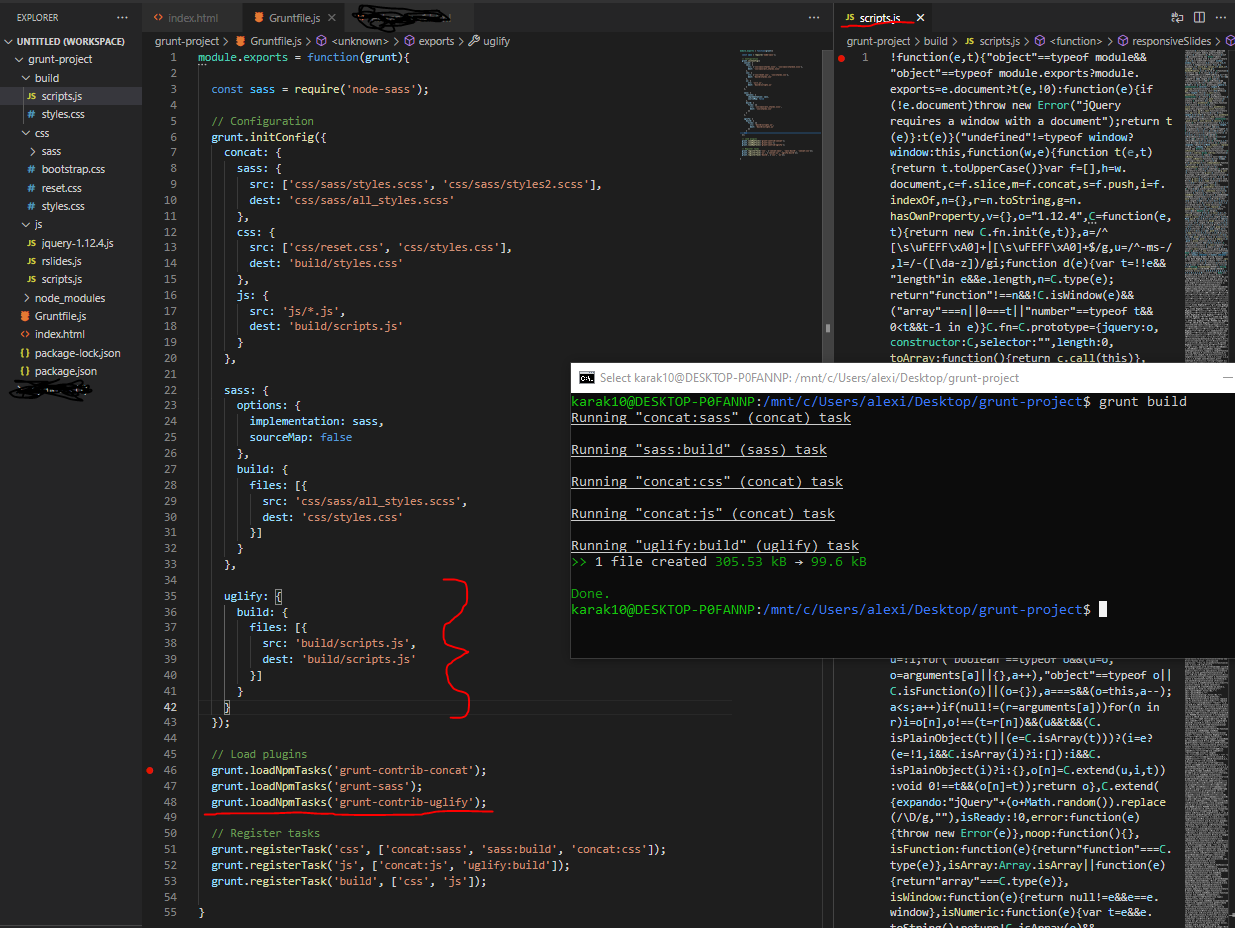 EXPLORER
UNTITLED (WORKSPACE)
grunt-project
build
scripts.js
styles.css
css
sass
bootstrap.css
reset.css
styles.css
js
jquery-1.12.4.js
rslides.js
scripts.js
node_modules
Gruntfile.js
index.html
package-lock.json
package.json
index.html
Gruntfile.js
grunt-project > Gruntfile.js > <unknown> > exports > uglify
1 module.exports = function(grunt){
2
3 const sass = require('node-sass');
4
5 // Configuration
6 grunt.initConfig({
7 concat: {
8 sass: {
9 src: ['css/sass/styles.scss', 'css/sass/styles2.scss'],
10 dest: 'css/sass/all_styles.scss'
11 },
12 css: {
13 src: ['css/reset.css', 'css/styles.css'],
14 dest: 'build/styles.css'
15 },
16 js: {
17 src: 'js/*.js',
18 dest: 'build/scripts.js'
19 }
20 },
21
22 sass: {
23 options: {
24 implementation: sass,
25 sourceMap: false
26 },
27 build: {
28 files: [{
29 src: 'css/sass/all_styles.scss',
30 dest: 'css/styles.css'
31 }]
32 }
33 },
34
35 uglify: {
36 build: {
37 files: [{
38 src: 'build/scripts.js',
39 dest: 'build/scripts.js'
40 }]
41 }
42 }
43 });
44
45 // Load plugins
46 grunt.loadNpmTasks('grunt-contrib-concat');
47 grunt.loadNpmTasks('grunt-sass');
48 grunt.loadNpmTasks('grunt-contrib-uglify');
49
50 // Register tasks
51 grunt.registerTask('css', ['concat:sass', 'sass:build', 'concat:css']);
52 grunt.registerTask('js', ['concat:js', 'uglify:build']);
53 grunt.registerTask('build', ['css', 'js']);
54
55 }
JS scripts.js
grunt-project > build > JS scripts.js > <function> > responsiveSlides >
1 !function(e,t){"object"==typeof module&&
"object"==typeof module.exports?module.
exports=e.document?t(e,!0):function(e){if
(!e.document)throw new Error("jQuery
requires a window with a document");return t
(e)}:t(e)}("undefined"!=typeof window?
window:this,function(w,e){function t(e,t)
{return t.toUpperCase()}var f=[],h=w.
document,c=f.slice,m=f.concat,s=f.push,i=f.
indexOf,n={},r=n.toString,g=n.
hasOwnProperty,v={},o="1.12.4",C=function(e,
t){return new C.fn.init(e,t)},a=/^
[\s\uFEFF\xA0]+|[\s\uFEFF\xA0]+$/g,u=/^-ms-/
,l=/-([\da-z])/gi;function d(e){var t=!!e&&
"length"in e&&e.length,n=C.type(e);
return"function"!==n&&!C.isWindow(e)&&
("array"===n||0===t||"number"==typeof t&&
0<t&&t-1 in e)}C.fn=C.prototype={jquery:o,
constructor:C,selector:"",length:0,
toArray:function(){return c.call(this)},
Select karak10@DESKTOP-P0FANNP: /mnt/c/Users/alexi/Desktop/grunt-project
karak10@DESKTOP-P0FANNP:/mnt/c/Users/alexi/Desktop/grunt-project$ grunt build
Running "concat:sass" (concat) task
Running "sass:build" (sass) task
Running "concat:css" (concat) task
Running "concat:js" (concat) task
Running "uglify:build" (uglify) task
>> 1 file created 305.53 kB → 99.6 kB
Done.
karak10@DESKTOP-P0FANNP:/mnt/c/Users/alexi/Desktop/grunt-project$
o=arguments[a]||{},a++),"object"==typeof o||
C.isFunction(o)||(o={}),a===s&&(o=this,a--);
a<s;a++)if(null!=(r=arguments[a]))for(n in
r)i=o[n],o!==(t=r[n])&&(u&&t&&(C.
isPlainObject(t)||(e=C.isArray(t)))?(i=e?
(e=!1,i&&C.isArray(i)?i:[]):i&&C.
isPlainObject(i)?i:{},o[n]=C.extend(u,i,t))
:void 0!==t&&(o[n]=t));return o},C.extend(
{expando:"jQuery"+(o+Math.random()).replace
(/\D/g,""),isReady:!0,error:function(e)
{throw new Error(e)},noop:function(){},
isFunction:function(e){return"function"===C.
type(e)},isArray:Array.isArray||function(e)
{return"array"===C.type(e)},
isWindow:function(e){return null!=e&&e==e.
window},isNumeric:function(e){var t=e&&e.
toString();return!C.isArray(e)&&